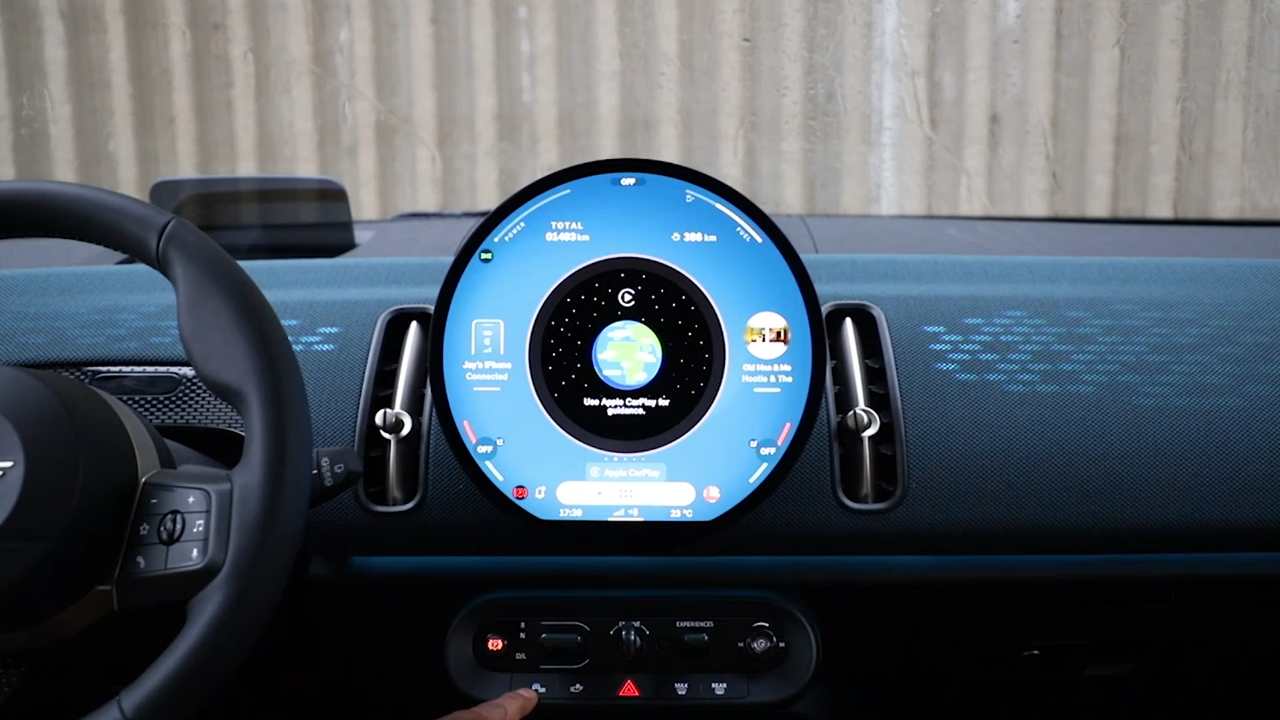 OFF
POWER
TOTAL
01493 km
386 km
FUEL
Jay's iPhone
Connected
Old Man & Me
Hootie & The
Use Apple CarPlay for
guidance.
OFF
OFF
Apple CarPlay
17:39
23 °C
R
N
D/L
EXPERIENCES
MAX
REAR